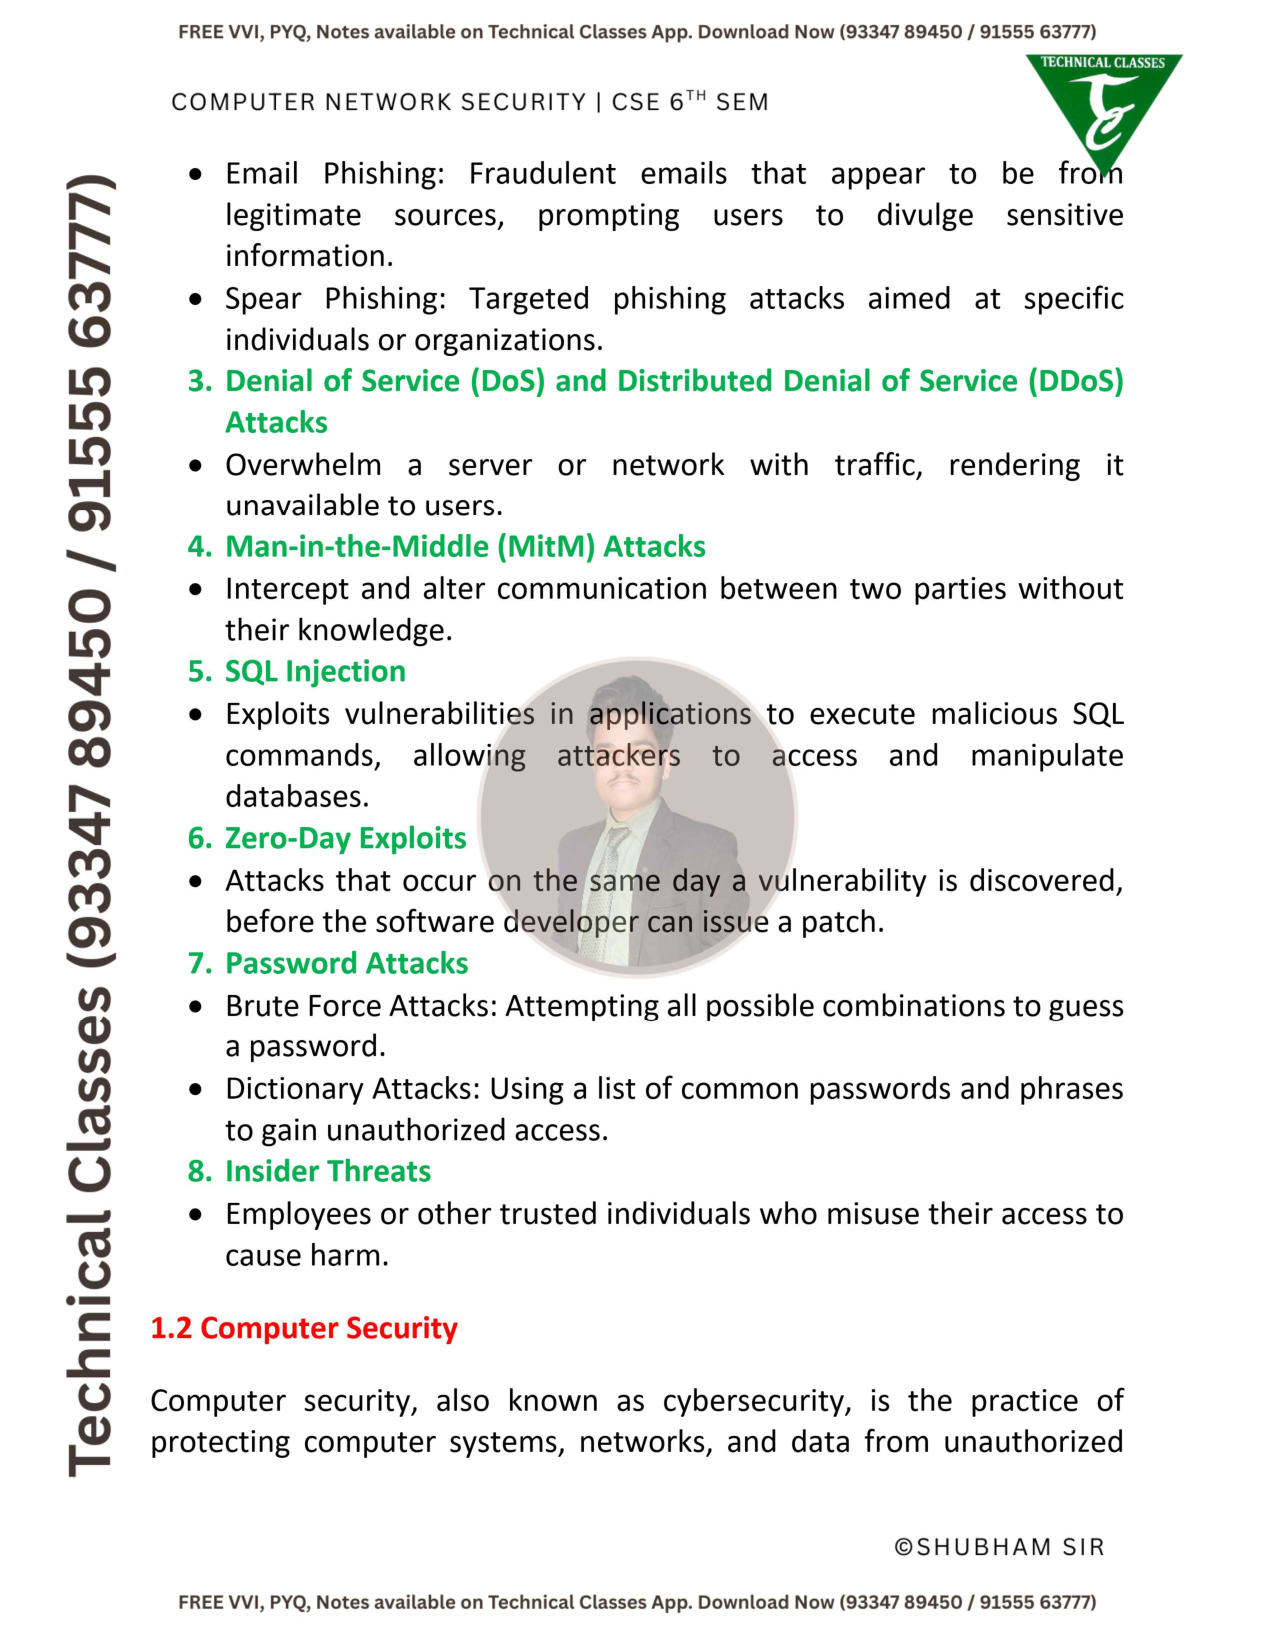 FREE VVI, PYQ, Notes available on Technical Classes App. Download Now (93347 89450 / 91555 63777)
TECHNICAL CLASSES
COMPUTER NETWORK SECURITY | CSE 6TH SEM
Technical Classes (93347 89450 / 91555 63777)
• Email Phishing: Fraudulent emails that appear to be from
legitimate sources, prompting users to divulge sensitive
information.
• Spear Phishing: Targeted phishing attacks aimed at specific
individuals or organizations.
3. Denial of Service (DoS) and Distributed Denial of Service (DDoS)
Attacks
• Overwhelm a server or network with traffic, rendering it
unavailable to users.
4. Man-in-the-Middle (MitM) Attacks
• Intercept and alter communication between two parties without
their knowledge.
5. SQL Injection
• Exploits vulnerabilities in applications to execute malicious SQL
commands, allowing attackers to access and manipulate
databases.
6. Zero-Day Exploits
• Attacks that occur on the same day a vulnerability is discovered,
before the software developer can issue a patch.
7. Password Attacks
• Brute Force Attacks: Attempting all possible combinations to guess
a password.
• Dictionary Attacks: Using a list of common passwords and phrases
to gain unauthorized access.
8. Insider Threats
• Employees or other trusted individuals who misuse their access to
cause harm.
1.2 Computer Security
Computer security, also known as cybersecurity, is the practice of
protecting computer systems, networks, and data from unauthorized
©SHUBHAM SIR
FREE VVI, PYQ, Notes available on Technical Classes App. Download Now (93347 89450 / 91555 63777)